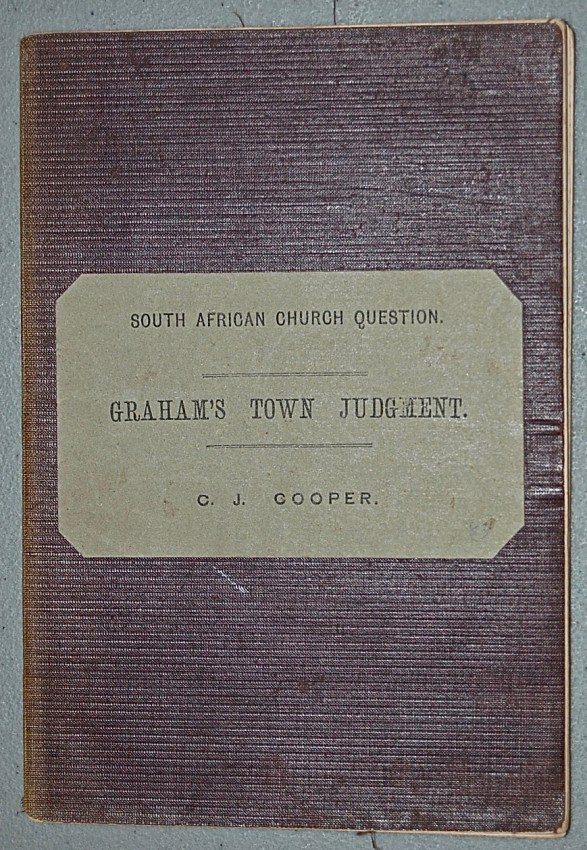 SOUTH AFRICAN CHURCH QUESTION.
GRAHAM'S TOWN JUDGMENT.
C. J. COOPER.